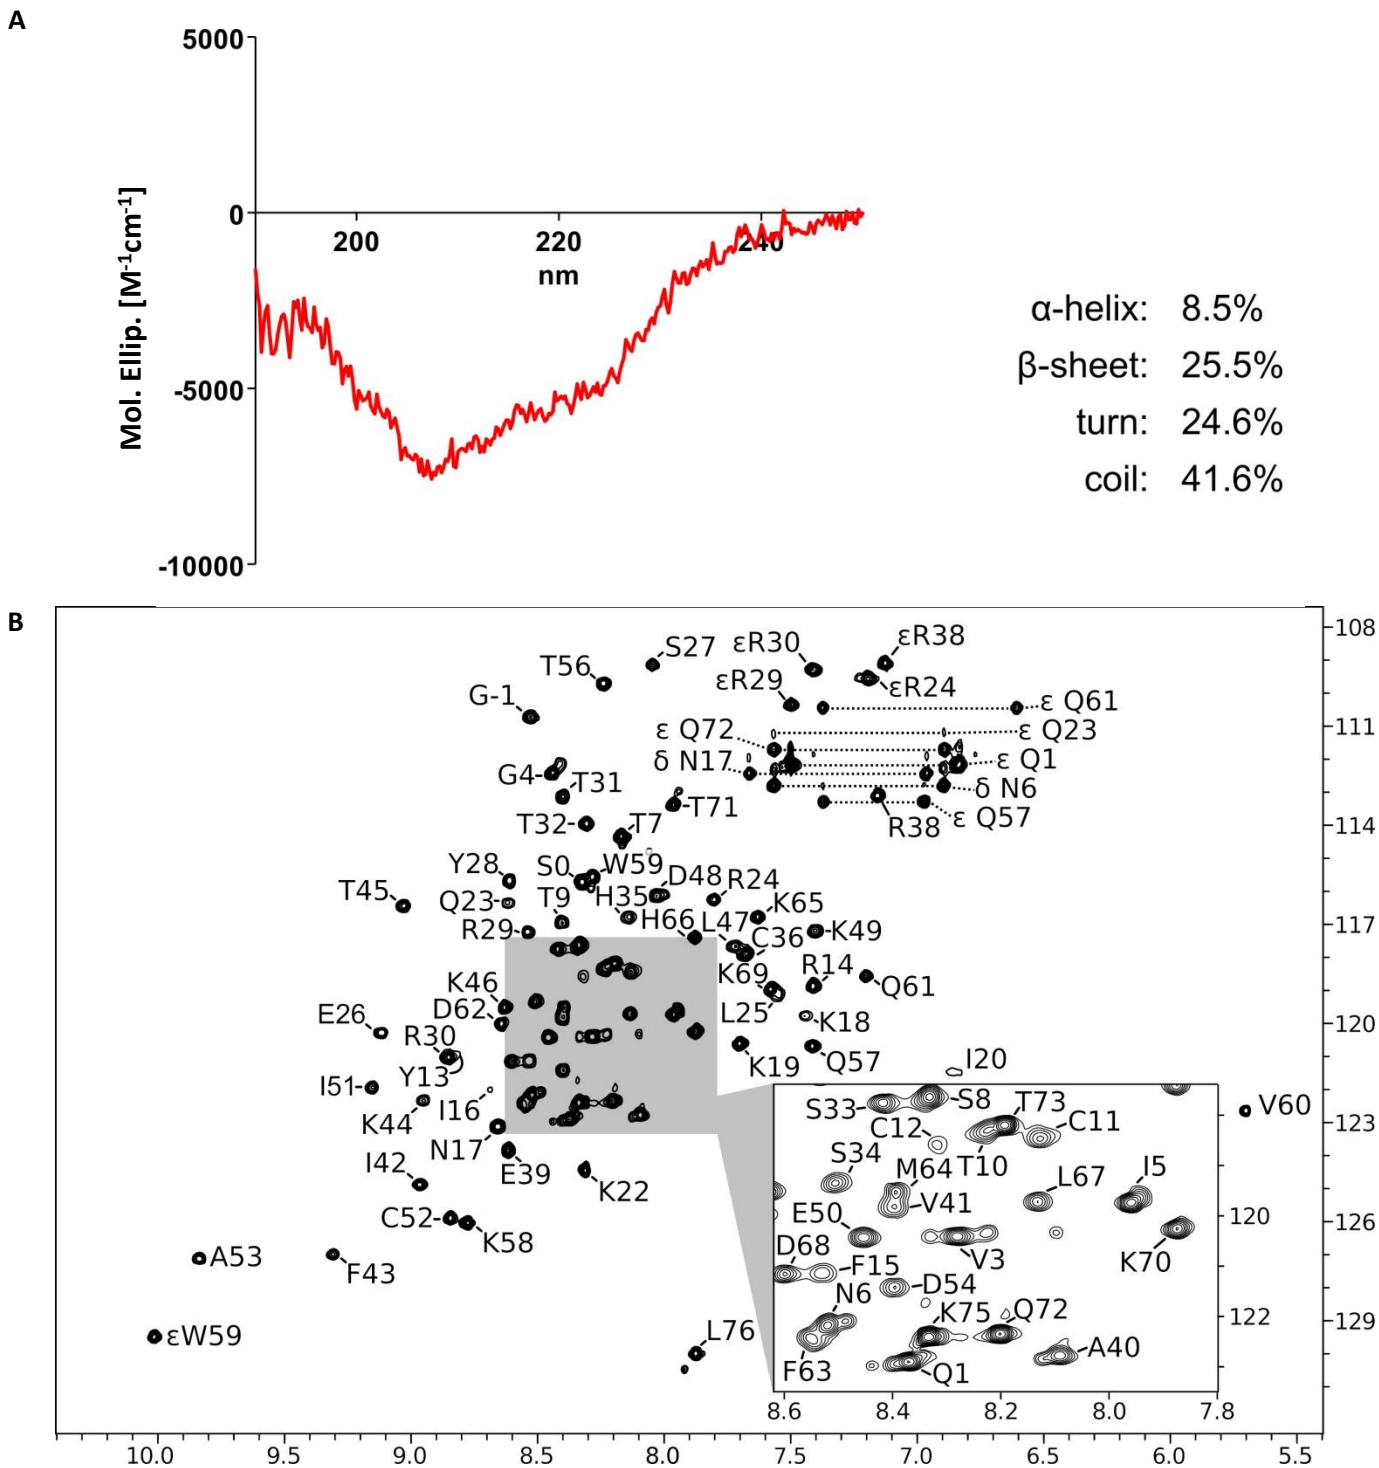 A
5000
0
-5000
-10000
Mol. Ellip. [M-1cm-1]
200
220
240
nm
α-helix: 8.5%
β-sheet: 25.5%
turn: 24.6%
coil: 41.6%
B
S27
εR30
εR38
T56
εR29
εR24
G-1
ε Q61
ε Q72
ε Q23
δ N17
ε Q1
G4
T31
δ N6
T71
T32
T7
R38
ε Q57
Y28
S0
W59
D48
R24
T45
Q23
T9
H35
K65
R29
H66
L47
C36
K49
K69
R14
K46
Q61
D62
L25
K18
E26
R30
K19
Q57
Y13
I20
I51
I16
K44
V60
N17
E39
I42
K22
C52
K58
A53
F43
εW59
L76
S33
S8
T73
C12
C11
S34
T10
M64
L67
I5
V41
E50
D68
F15
V3
K70
N6
D54
K75
Q72
F63
Q1
A40
120
122
8.6
8.4
8.2
8.0
7.8
108
111
114
117
120
123
126
129
10.0
9.5
9.0
8.5
8.0
7.5
7.0
6.5
6.0
5.5